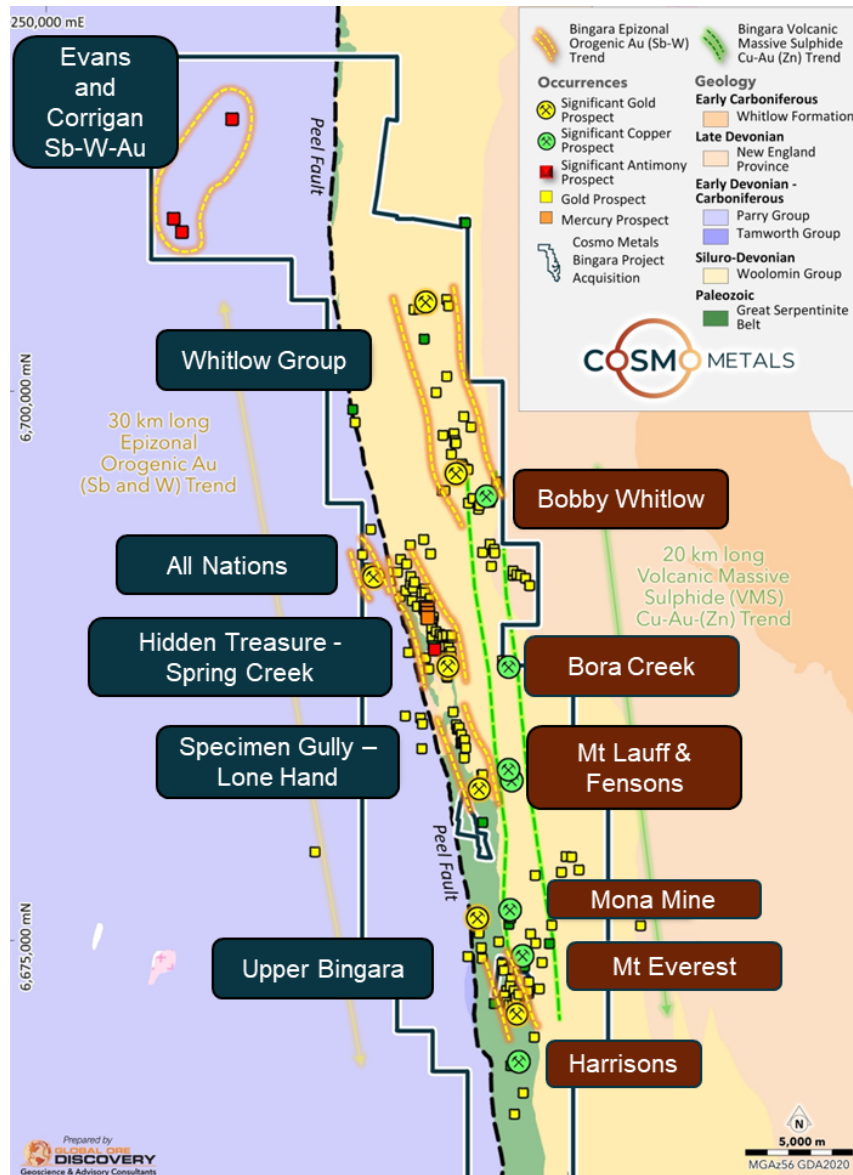 250,000 mE
Evans
and
Corrigan
Sb-W-Au
Peel Fault
Bingara Epizonal
Orogenic Au (Sb-W)
Trend
Bingara Volcanic
Massive Sulphide
Cu-Au (Zn) Trend
Occurrences
Significant Gold
Prospect
Significant Copper
Prospect
Significant Antimony
Prospect
Gold Prospect
Mercury Prospect
Cosmo Metals
Bingara Project
Acquisition
Geology
Early Carboniferous
Whitlow Formation
Late Devonian
New England
Province
Early Devonian -
Carboniferous
Parry Group
Tamworth Group
Siluro-Devonian
Woolomin Group
Paleozoic
Great Serpentinite
Belt
COSMO METALS
Whitlow Group
6,700,000 mN
30 km long
Epizonal
Orogenic Au
(Sb and W) Trend
Bobby Whitlow
20 km long
Volcanic Massive
Sulphide (VMS)
Cu-Au-(Zn) Trend
All Nations
Hidden Treasure -
Spring Creek
Bora Creek
Specimen Gully –
Lone Hand
Mt Lauff &
Fensons
Peel Fault
Mona Mine
6,675,000 mN
Upper Bingara
Mt Everest
Harrisons
Prepared by
GLOBAL ORE
DISCOVERY
Geoscience & Advisory Consultants
N
5,000 m
MGAz56 GDA2020